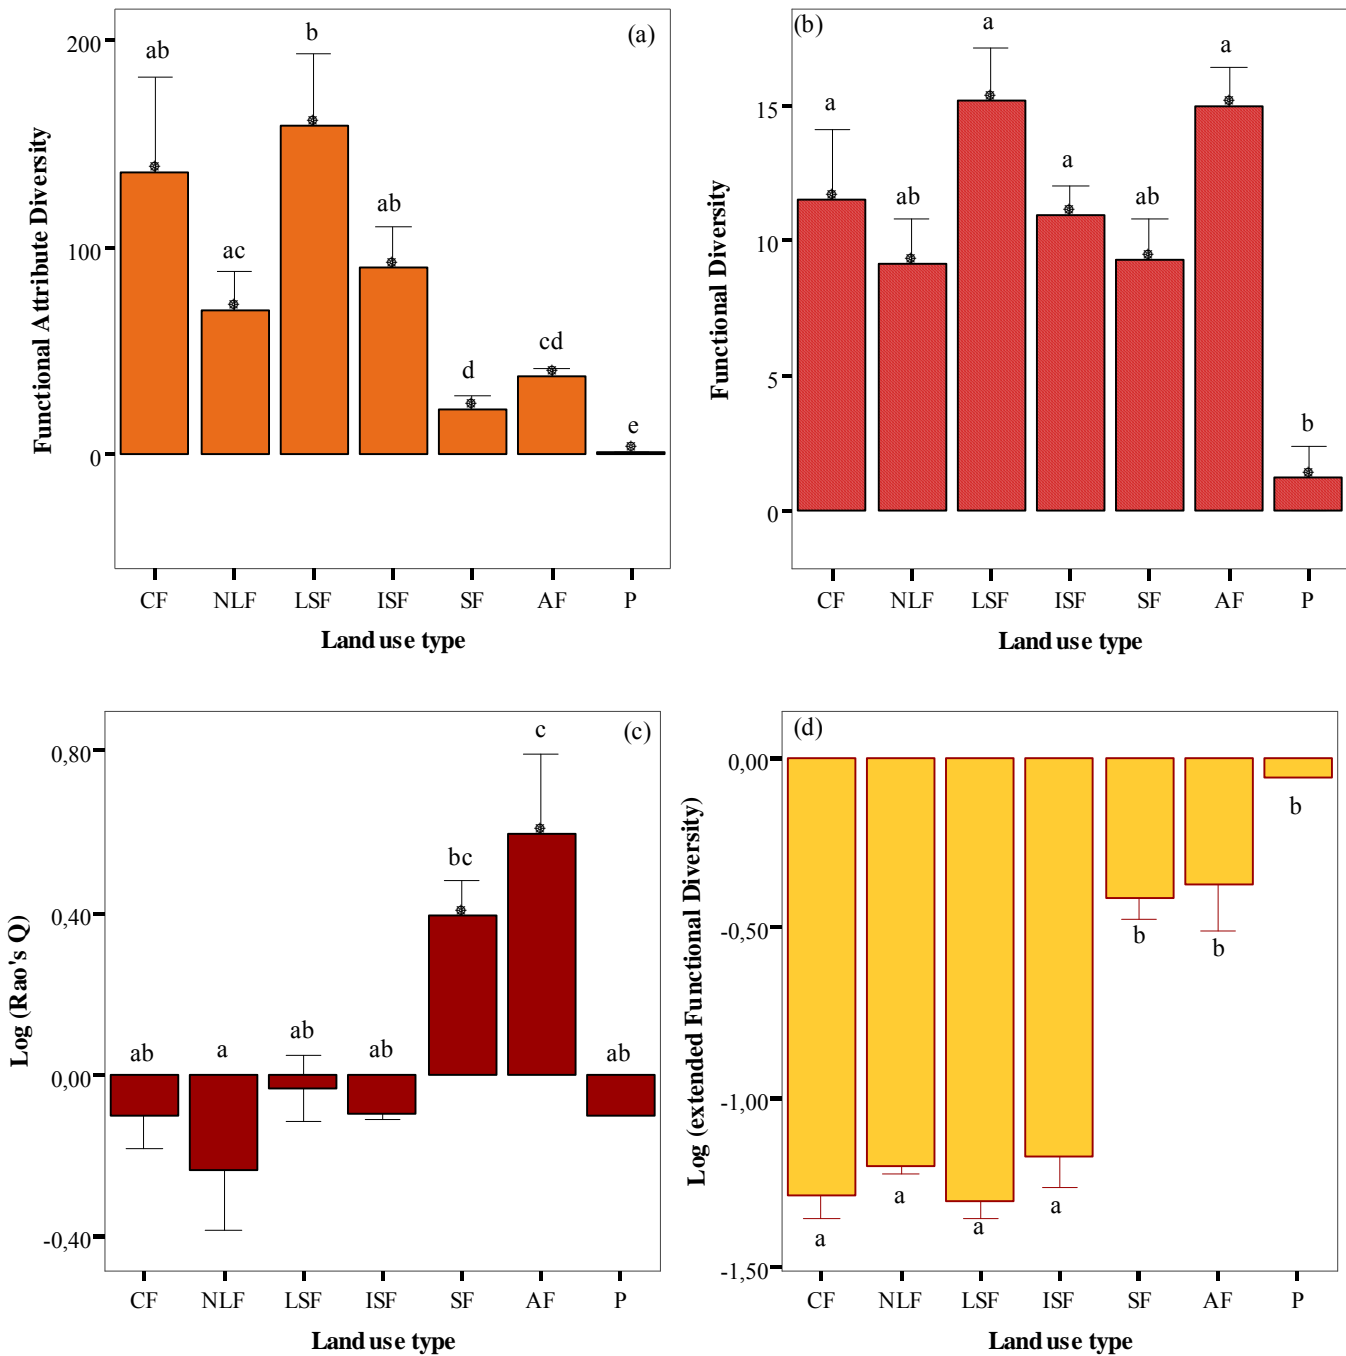 (a)
Functional Attribute Diversity
200
100
0
ab
ac
b
ab
d
cd
e
CF NLF LSF ISF SF AF P
Land use type
(b)
Functional Diversity
15
10
5
0
a
ab
a
a
ab
a
b
CF NLF LSF ISF SF AF P
Land use type
(c)
Log (Rao's Q)
0,80
0,40
0,00
-0,40
ab
a
ab
ab
bc
c
ab
CF NLF LSF ISF SF AF P
Land use type
(d)
Log (extended Functional Diversity)
0,00
-0,50
-1,00
-1,50
a
a
a
a
b
b
b
CF NLF LSF ISF SF AF P
Land use type